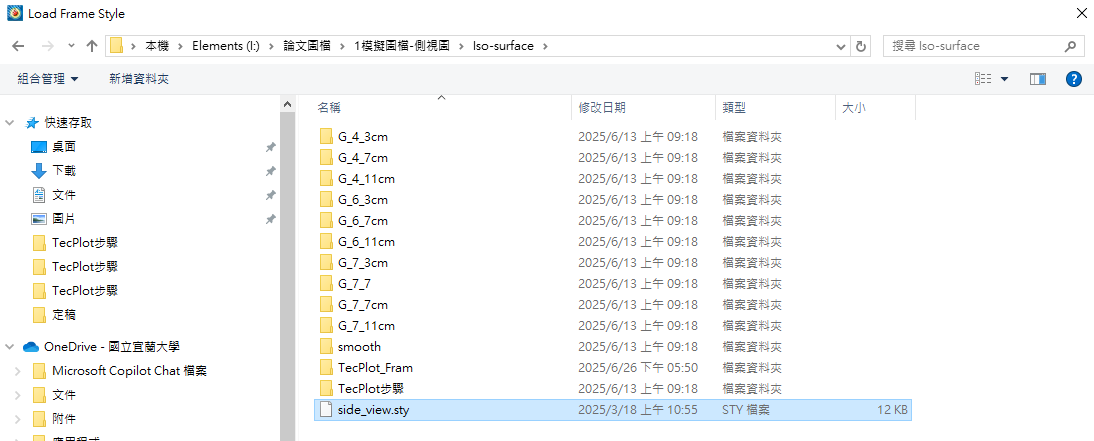 Load Frame Style
本機 > Elements (I:) > 論文圖檔 > 1模擬圖檔-側視圖 > Iso-surface >
搜尋 Iso-surface
組合管理 新增資料夾
名稱 修改日期 類型 大小
快速存取
桌面
下載
文件
圖片
TecPlot步驟
TecPlot步驟
TecPlot步驟
定稿
OneDrive - 國立宜蘭大學
Microsoft Copilot Chat 檔案
文件
附件
應用程式
G_4_3cm 2025/6/13 上午 09:18 檔案資料夾
G_4_7cm 2025/6/13 上午 09:18 檔案資料夾
G_4_11cm 2025/6/13 上午 09:18 檔案資料夾
G_6_3cm 2025/6/13 上午 09:18 檔案資料夾
G_6_7cm 2025/6/13 上午 09:18 檔案資料夾
G_6_11cm 2025/6/13 上午 09:18 檔案資料夾
G_7_3cm 2025/6/13 上午 09:18 檔案資料夾
G_7_7 2025/6/13 上午 09:18 檔案資料夾
G_7_7cm 2025/6/13 上午 09:18 檔案資料夾
G_7_11cm 2025/6/13 上午 09:18 檔案資料夾
smooth 2025/6/13 上午 09:18 檔案資料夾
TecPlot_Fram 2025/6/26 下午 05:50 檔案資料夾
TecPlot步驟 2025/6/13 上午 09:18 檔案資料夾
side_view.sty 2025/3/18 上午 10:55 STY 檔案 12 KB